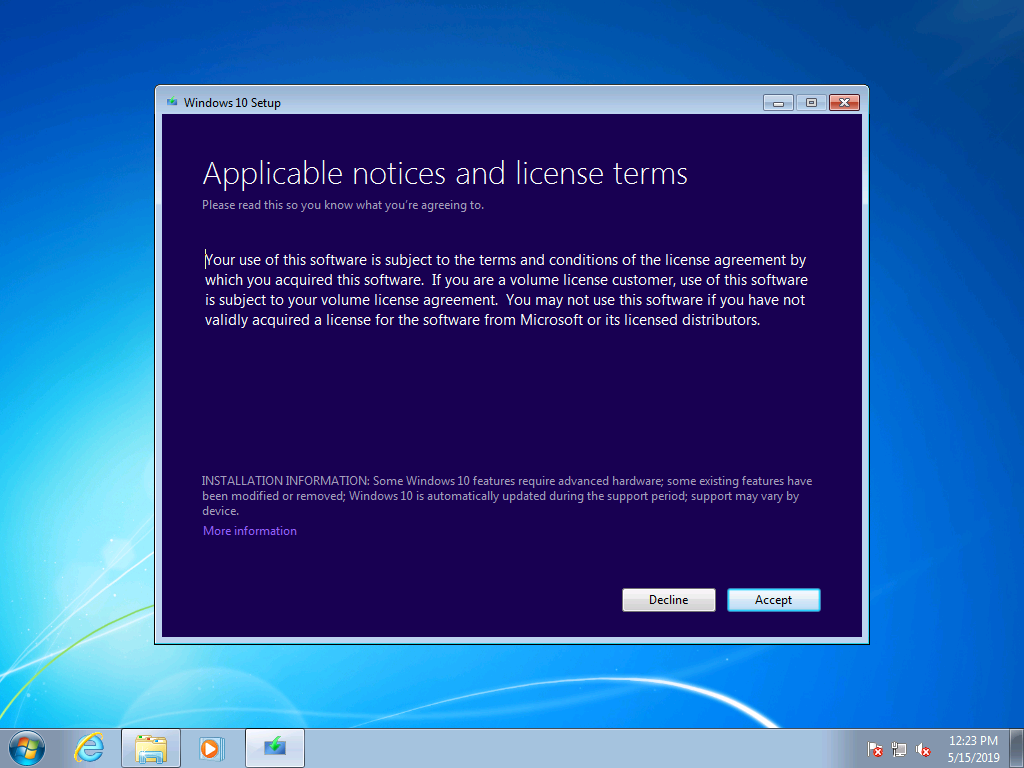 Windows 10 Setup
Applicable notices and license terms
Please read this so you know what you're agreeing to.
Your use of this software is subject to the terms and conditions of the license agreement by
which you acquired this software.  If you are a volume license customer, use of this software
is subject to your volume license agreement.  You may not use this software if you have not
validly acquired a license for the software from Microsoft or its licensed distributors.
INSTALLATION INFORMATION: Some Windows 10 features require advanced hardware; some existing features have
been modified or removed; Windows 10 is automatically updated during the support period; support may vary by
device.
More information
Decline
Accept
12:23 PM
5/15/2019